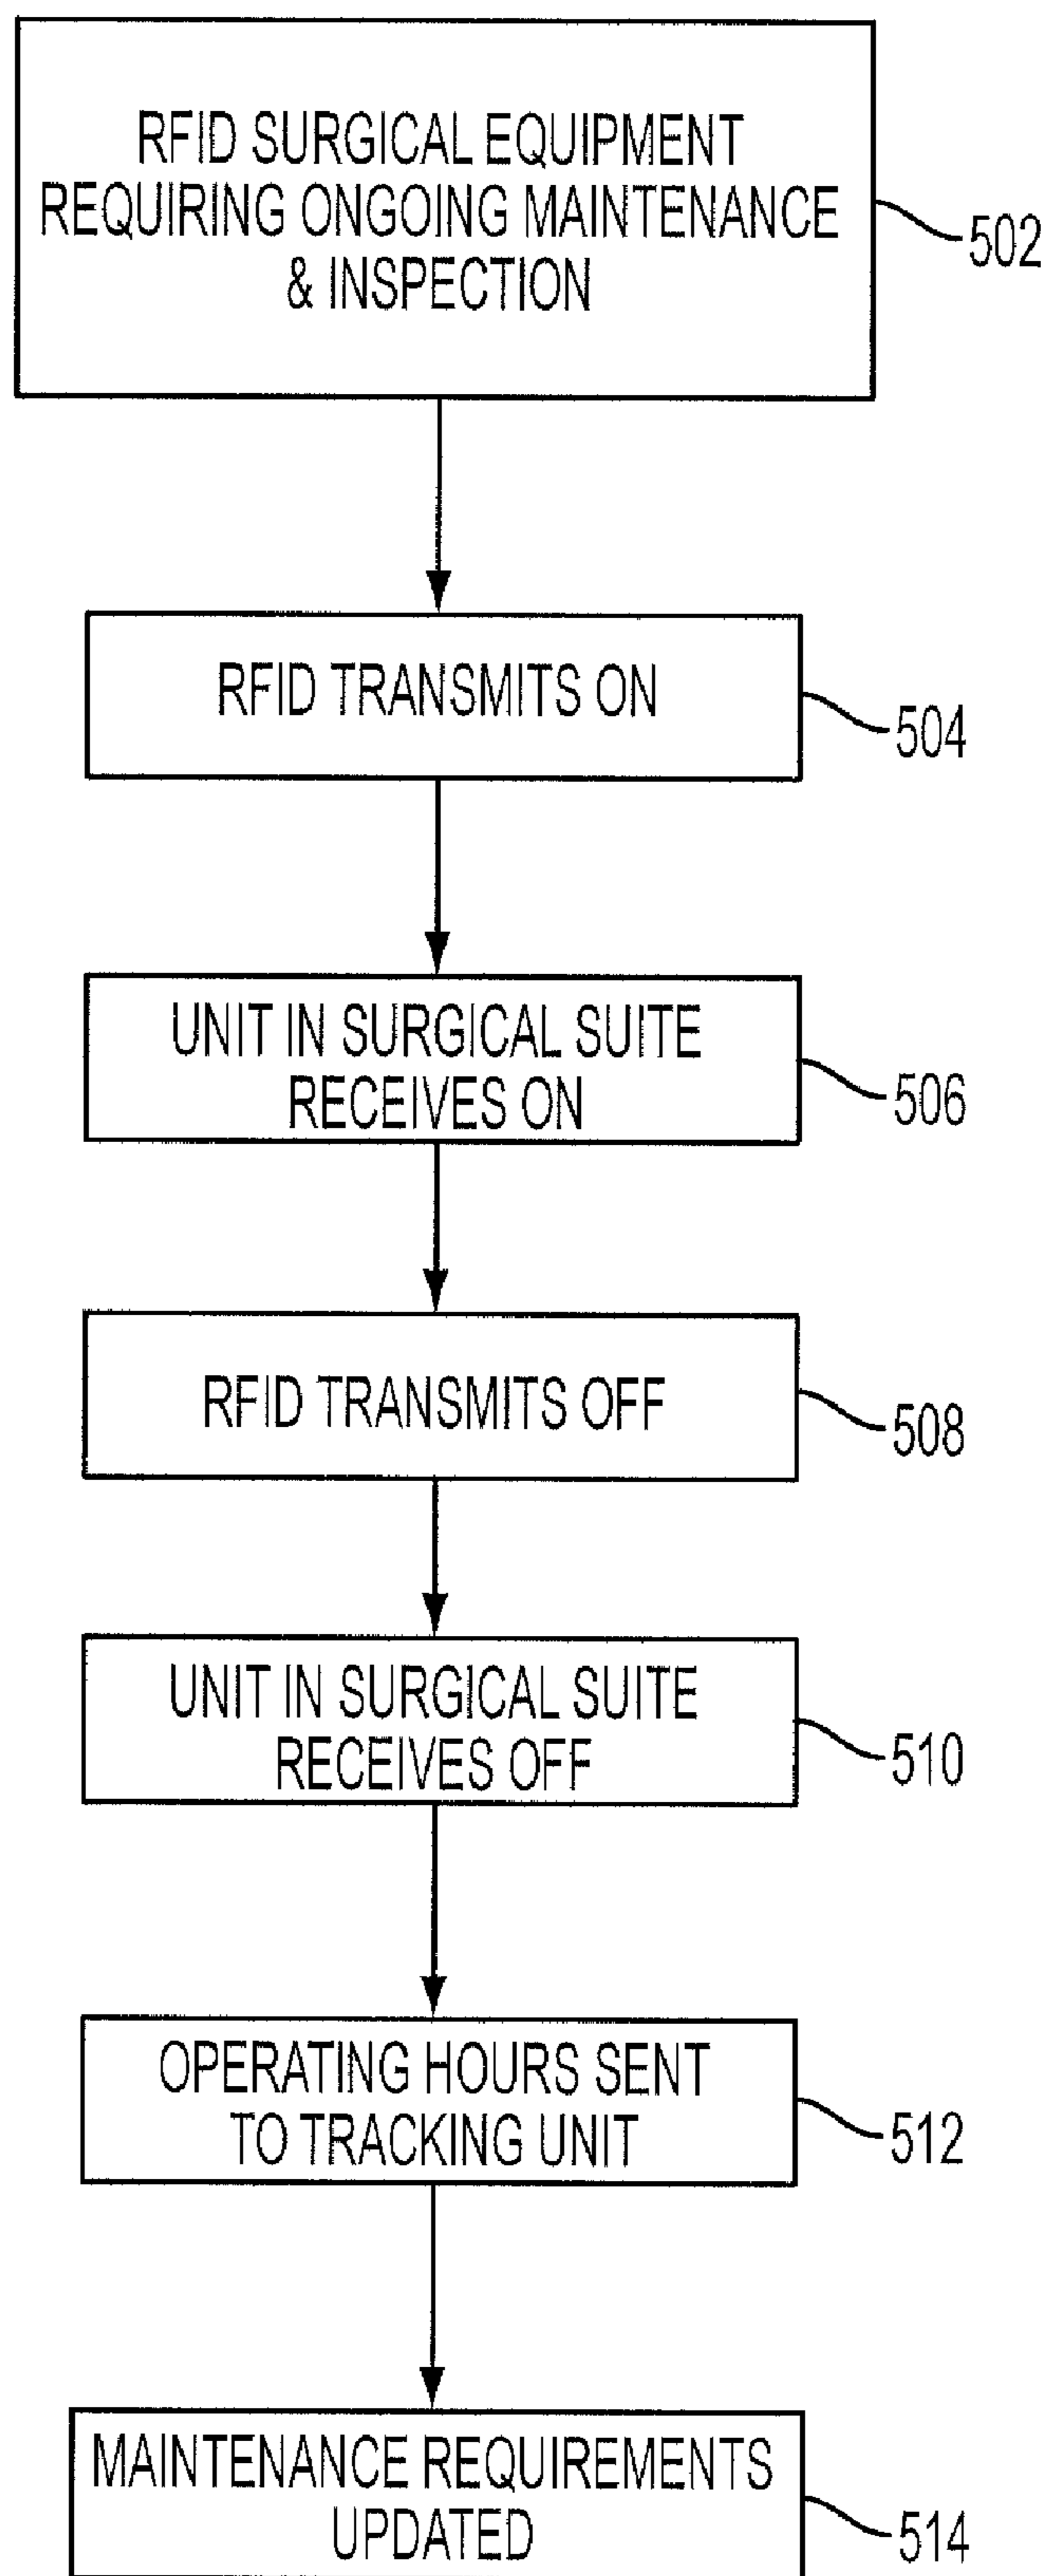 RFID SURGICAL EQUIPMENT
REQUIRING ONGOING MAINTENANCE
& INSPECTION
502
RFID TRANSMITS ON
504
UNIT IN SURGICAL SUITE
RECEIVES ON
506
RFID TRANSMITS OFF
508
UNIT IN SURGICAL SUITE
RECEIVES OFF
510
OPERATING HOURS SENT
TO TRACKING UNIT
512
MAINTENANCE REQUIREMENTS
UPDATED
514